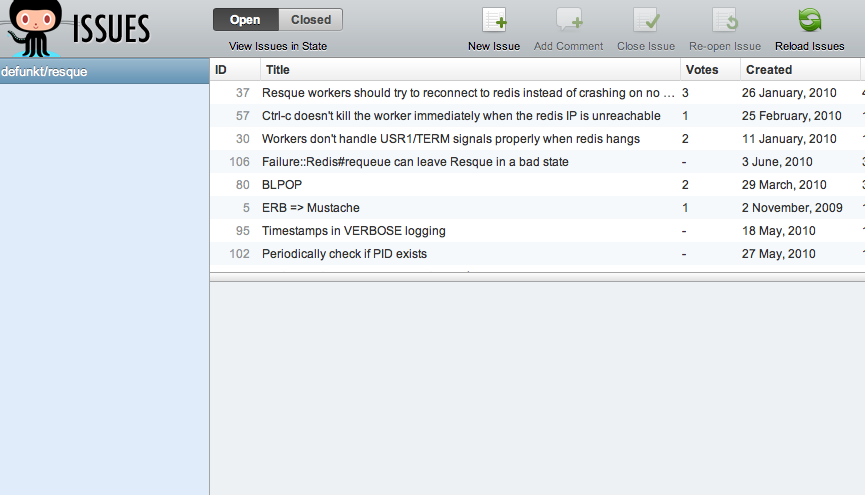 ISSUES
Open Closed
View Issues in State
New Issue Add Comment Close Issue Re-open Issue Reload Issues
defunkt/resque
ID Title Votes Created
37 Resque workers should try to reconnect to redis instead of crashing on no ... 3 26 January, 2010
57 Ctrl-c doesn't kill the worker immediately when the redis IP is unreachable 1 25 February, 2010
30 Workers don't handle USR1/TERM signals properly when redis hangs 2 11 January, 2010
106 Failure::Redis#requeue can leave Resque in a bad state - 3 June, 2010
80 BLPOP 2 29 March, 2010
5 ERB => Mustache 1 2 November, 2009
95 Timestamps in VERBOSE logging - 18 May, 2010
102 Periodically check if PID exists - 27 May, 2010